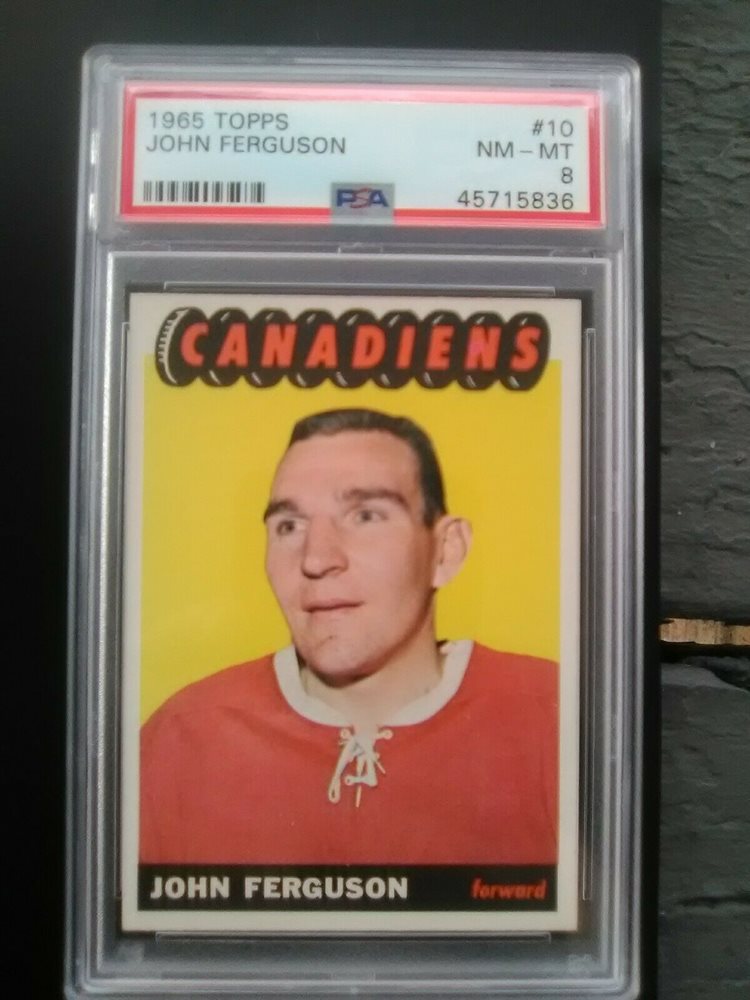 1965 TOPPS #10
JOHN FERGUSON NM - MT
8
PSA 45715836
CANADIENS
JOHN FERGUSON forward